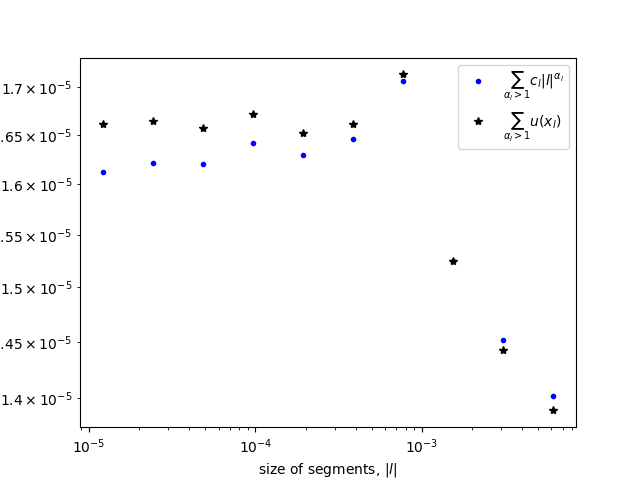 1.7 × 10⁻⁵
.65 × 10⁻⁵
1.6 × 10⁻⁵
.55 × 10⁻⁵
1.5 × 10⁻⁵
.45 × 10⁻⁵
1.4 × 10⁻⁵
∑_{α_l>1} c_l|l|^{α_l}
∑_{α_l>1} u(x_l)
10⁻⁵
10⁻⁴
10⁻³
size of segments, |l|